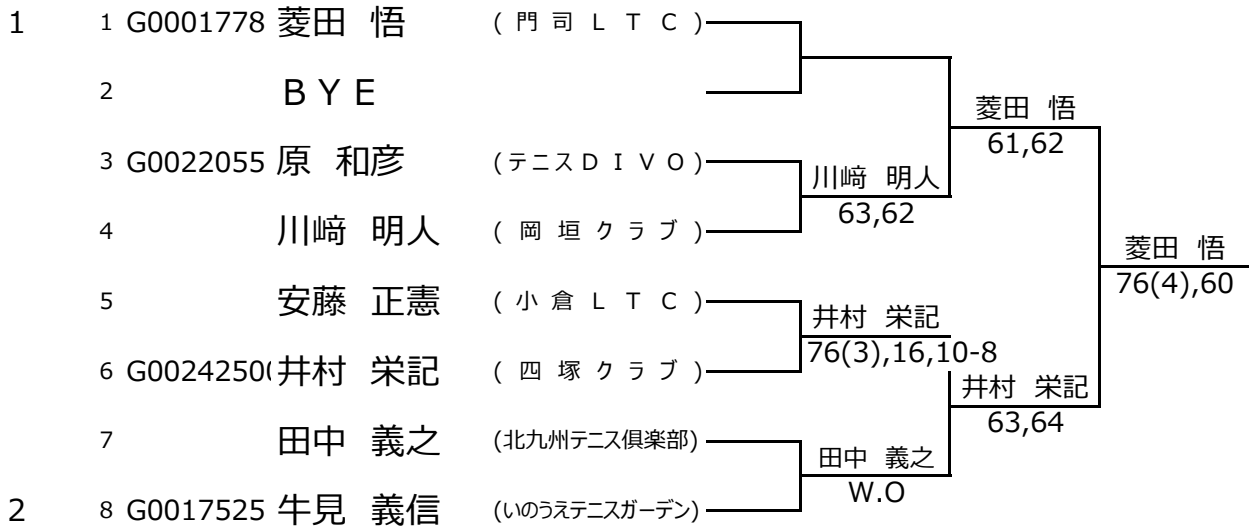 1 1 G0001778 菱田 悟 (門司LTC)
2 BYE
菱田 悟
61,62
3 G0022055 原 和彦 (テニスDIVO)
川﨑 明人
63,62
4 川﨑 明人 (岡垣クラブ)
菱田 悟
76(4),60
5 安藤 正憲 (小倉LTC)
井村 栄記
76(3),16,10-8
6 G0024250 井村 栄記 (四塚クラブ)
井村 栄記
63,64
7 田中 義之 (北九州テニス倶楽部)
田中 義之
W.O
2 8 G0017525 牛見 義信 (いのうえテニスガーデン)